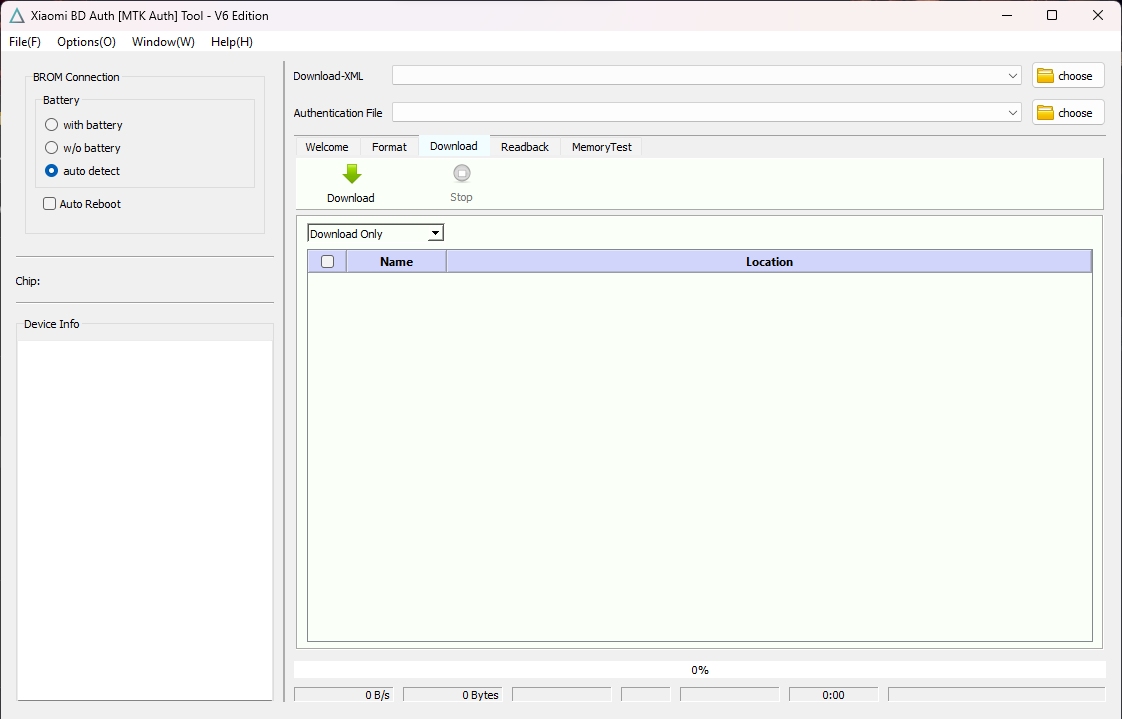 Xiaomi BD Auth [MTK Auth] Tool - V6 Edition
File(F) Options(O) Window(W) Help(H)
BROM Connection
Battery
with battery
w/o battery
auto detect
Auto Reboot
Chip:
Device Info
Download-XML choose
Authentication File choose
Welcome Format Download Readback MemoryTest
Download Stop
Download Only
Name Location
0%
0 B/s 0 Bytes 0:00